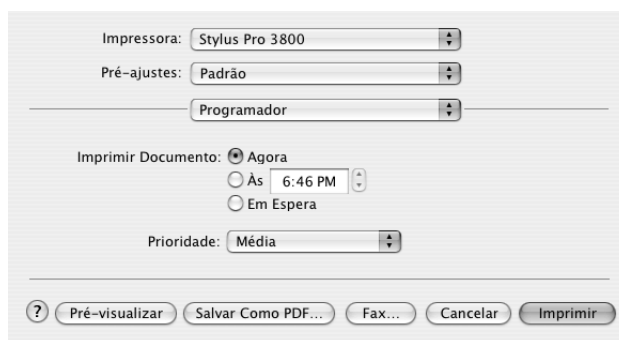 Impressora: Stylus Pro 3800
Pré-ajustes: Padrão
Programador
Imprimir Documento: Agora
Às 6:46 PM
Em Espera
Prioridade: Média
? Pré-visualizar Salvar Como PDF... Fax... Cancelar Imprimir